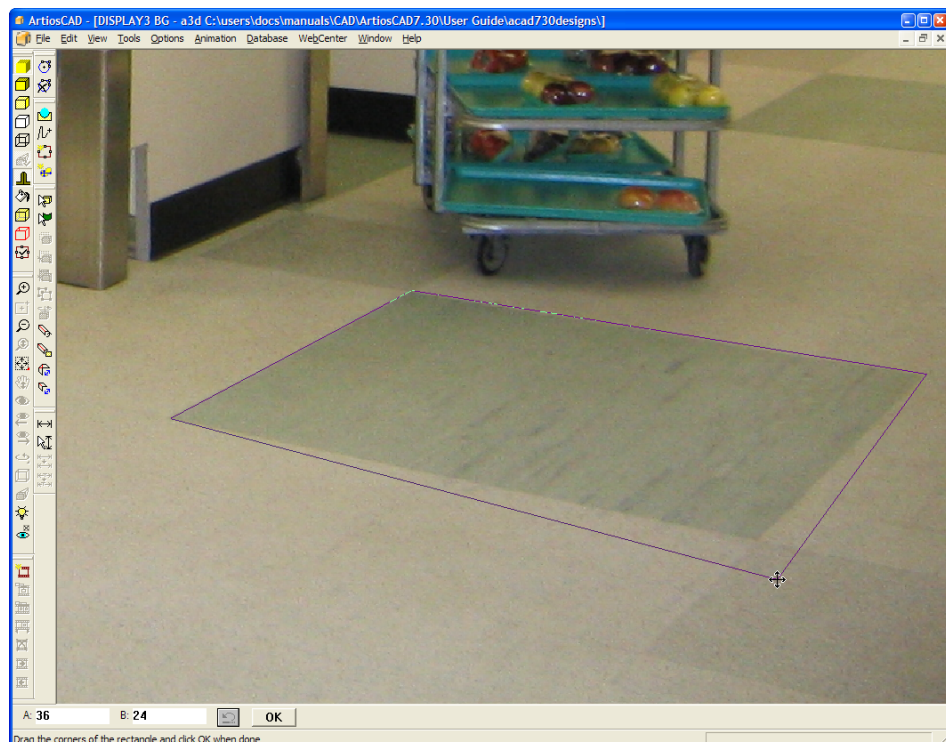 ArtiosCAD - [DISPLAY3 BG - a3d C:\users\docs\manuals\CAD\ArtiosCAD7.30\User Guide\acad730designs\]
File Edit View Tools Options Animation Database WebCenter Window Help
A: 36 B: 24 OK
Drag the corners of the rectangle and click OK when done